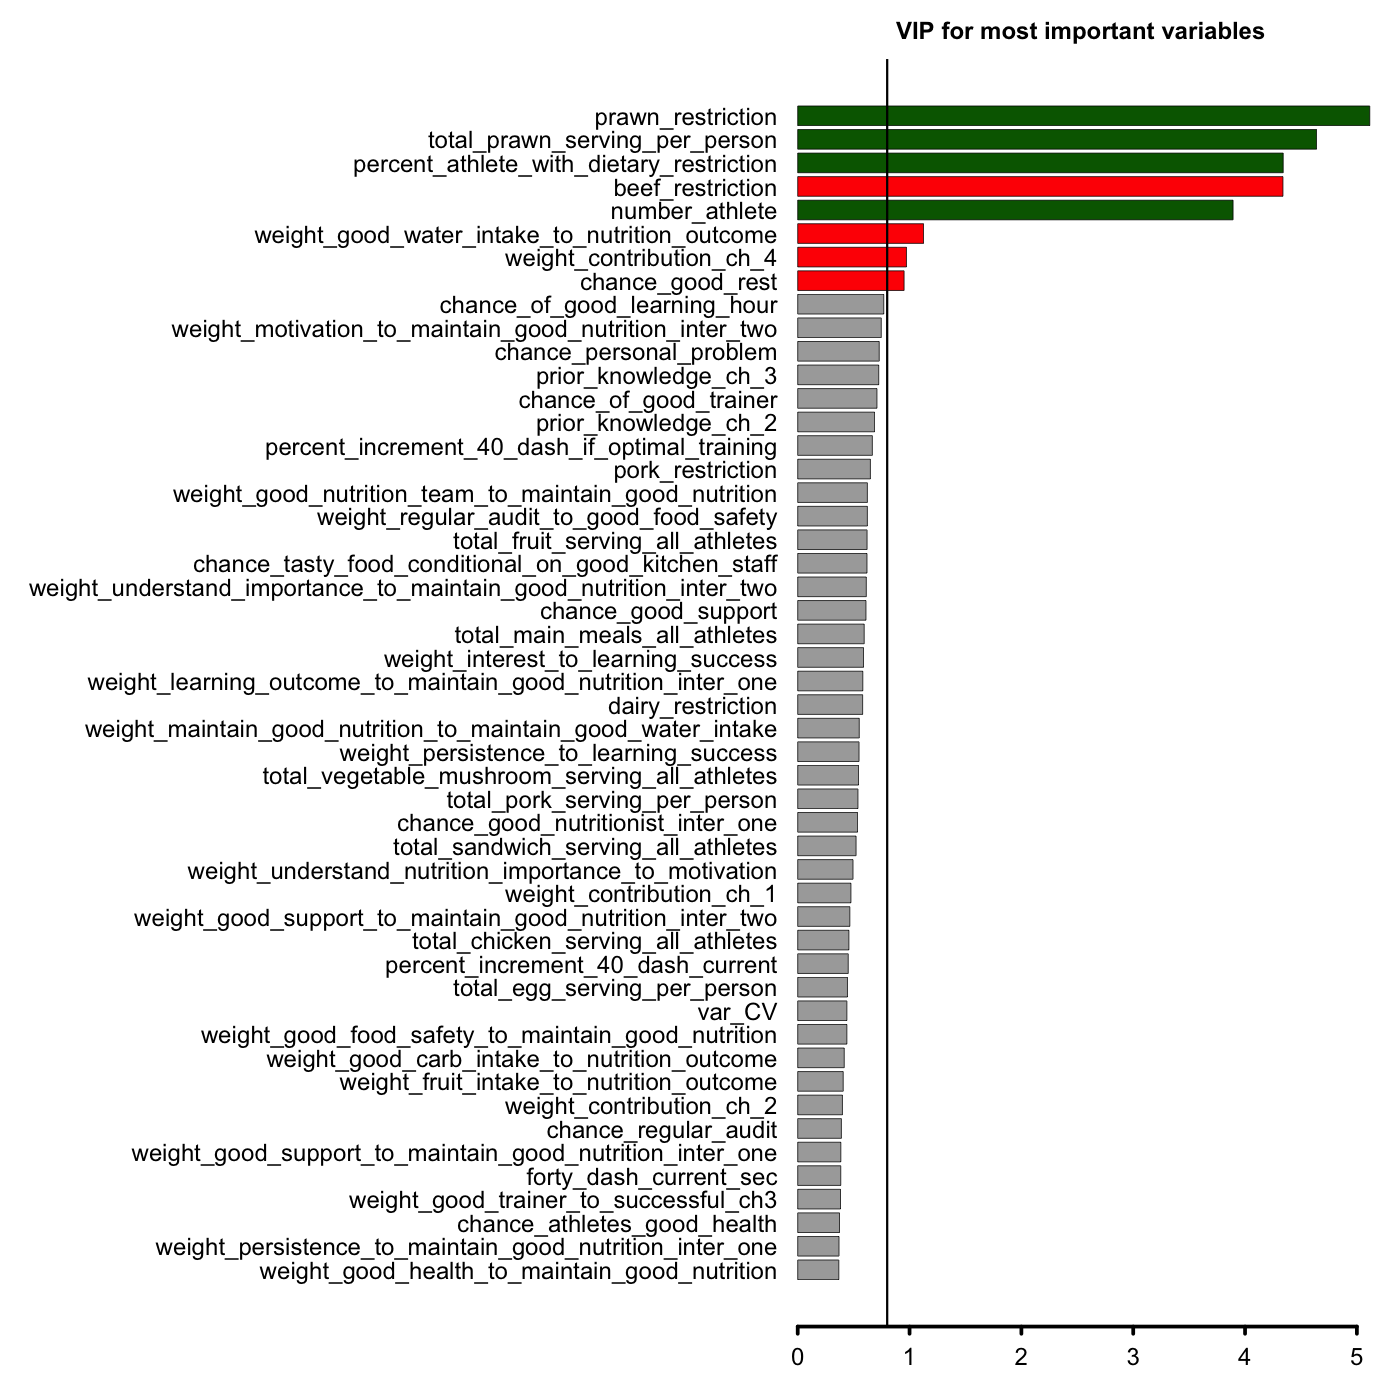 VIP for most important variables
prawn_restriction
total_prawn_serving_per_person
percent_athlete_with_dietary_restriction
beef_restriction
number_athlete
weight_good_water_intake_to_nutrition_outcome
weight_contribution_ch_4
chance_good_rest
chance_of_good_learning_hour
weight_motivation_to_maintain_good_nutrition_inter_two
chance_personal_problem
prior_knowledge_ch_3
chance_of_good_trainer
prior_knowledge_ch_2
percent_increment_40_dash_if_optimal_training
pork_restriction
weight_good_nutrition_team_to_maintain_good_nutrition
weight_regular_audit_to_good_food_safety
total_fruit_serving_all_athletes
chance_tasty_food_conditional_on_good_kitchen_staff
weight_understand_importance_to_maintain_good_nutrition_inter_two
chance_good_support
total_main_meals_all_athletes
weight_interest_to_learning_success
weight_learning_outcome_to_maintain_good_nutrition_inter_one
dairy_restriction
weight_maintain_good_nutrition_to_maintain_good_water_intake
weight_persistence_to_learning_success
total_vegetable_mushroom_serving_all_athletes
total_pork_serving_per_person
chance_good_nutritionist_inter_one
total_sandwich_serving_all_athletes
weight_understand_nutrition_importance_to_motivation
weight_contribution_ch_1
weight_good_support_to_maintain_good_nutrition_inter_two
total_chicken_serving_all_athletes
percent_increment_40_dash_current
total_egg_serving_per_person
var_CV
weight_good_food_safety_to_maintain_good_nutrition
weight_good_carb_intake_to_nutrition_outcome
weight_fruit_intake_to_nutrition_outcome
weight_contribution_ch_2
chance_regular_audit
weight_good_support_to_maintain_good_nutrition_inter_one
forty_dash_current_sec
weight_good_trainer_to_successful_ch3
chance_athletes_good_health
weight_persistence_to_maintain_good_nutrition_inter_one
weight_good_health_to_maintain_good_nutrition
0 1 2 3 4 5